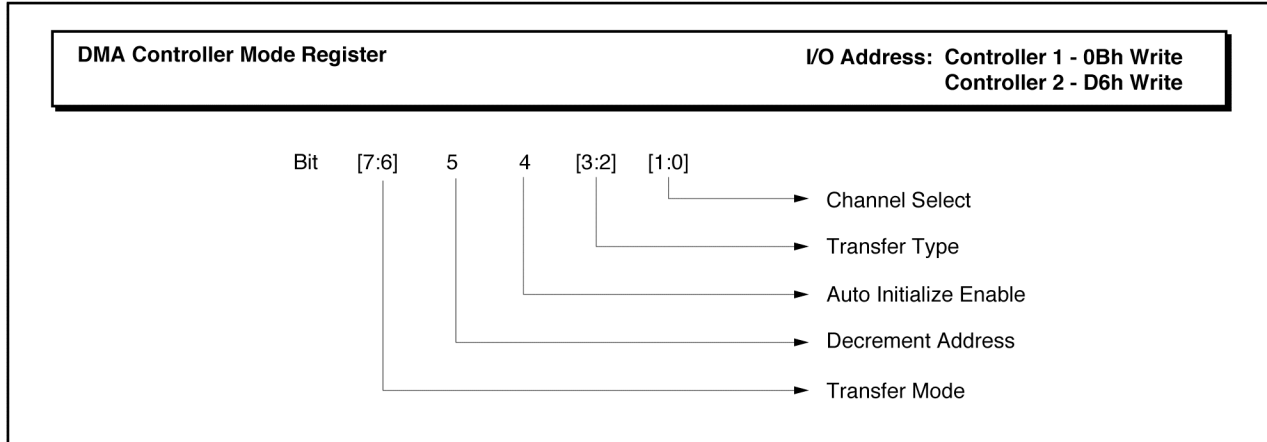 DMA Controller Mode Register
I/O Address: Controller 1 - 0Bh Write
Controller 2 - D6h Write
Bit [7:6] 5 4 [3:2] [1:0]
Channel Select
Transfer Type
Auto Initialize Enable
Decrement Address
Transfer Mode